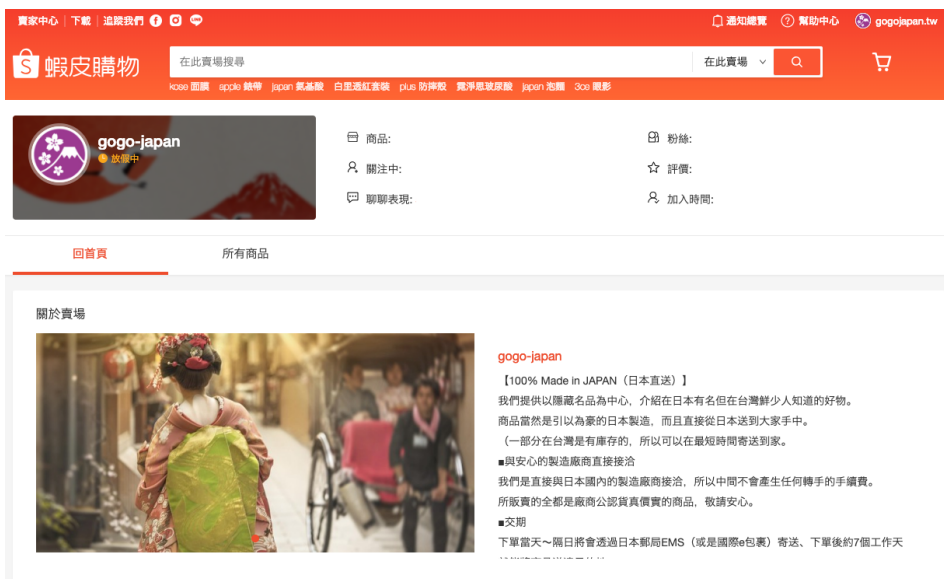 賣家中心 | 下載 | 追蹤我們
通知總覽 幫助中心 gogojapan.tw
蝦皮購物
在此賣場搜尋 在此賣場
kose 面膜 apple 錶帶 japan 氨基酸 白里透紅套裝 plus 防摔殼 霓淨思玻尿酸 japan 泡麵 3ce 眼影
gogo-japan
放假中
商品:
粉絲:
關注中:
評價:
聊聊表現:
加入時間:
回首頁 所有商品
關於賣場
gogo-japan
【100% Made in JAPAN（日本直送）】
我們提供以隱藏名品為中心，介紹在日本有名但在台灣鮮少人知道的好物。
商品當然是引以為豪的日本製造，而且直接從日本送到大家手中。
（一部分在台灣是有庫存的，所以可以在最短時間寄送到家。
■與安心的製造廠商直接接洽
我們是直接與日本國內的製造廠商接洽，所以中間不會產生任何轉手的手續費。
所販賣的全都是廠商公認貨真價實的商品，敬請安心。
■交期
下單當天～隔日將會透過日本郵局EMS（或是國際e包裹）寄送、下單後約7個工作天